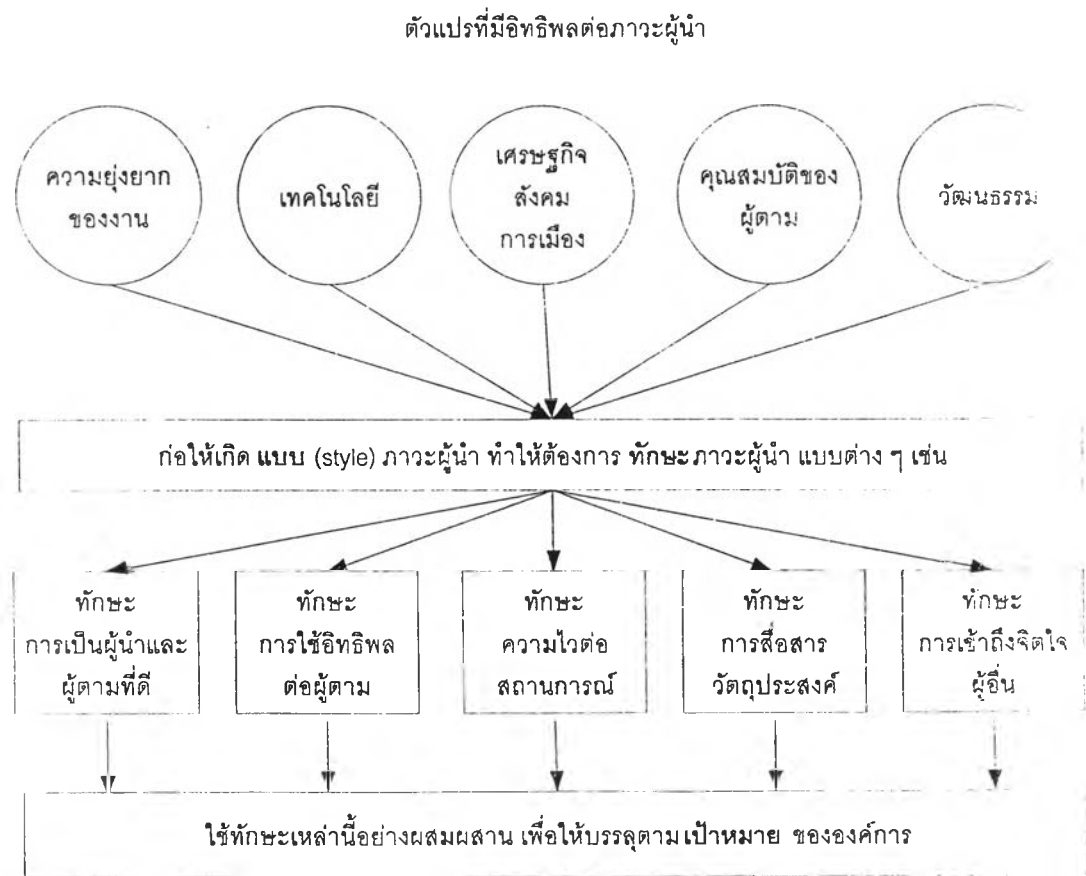 ตัวแปรที่มีอิทธิพลต่อภาวะผู้นำ
ความยุ่งยาก
ของงาน
เทคโนโลยี
เศรษฐกิจ
สังคม
การเมือง
คุณสมบัติของ
ผู้ตาม
วัฒนธรรม
ก่อให้เกิด แบบ (style) ภาวะผู้นำ ทำให้ต้องการ ทักษะภาวะผู้นำ แบบต่าง ๆ เช่น
ทักษะ
การเป็นผู้นำและ
ผู้ตามที่ดี
ทักษะ
การใช้อิทธิพล
ต่อผู้ตาม
ทักษะ
ความไวต่อ
สถานการณ์
ทักษะ
การสื่อสาร
วัตถุประสงค์
ทักษะ
การเข้าถึงจิตใจ
ผู้อื่น
ใช้ทักษะเหล่านี้อย่างผสมผสาน เพื่อให้บรรลุตาม เป้าหมาย ขององค์การ